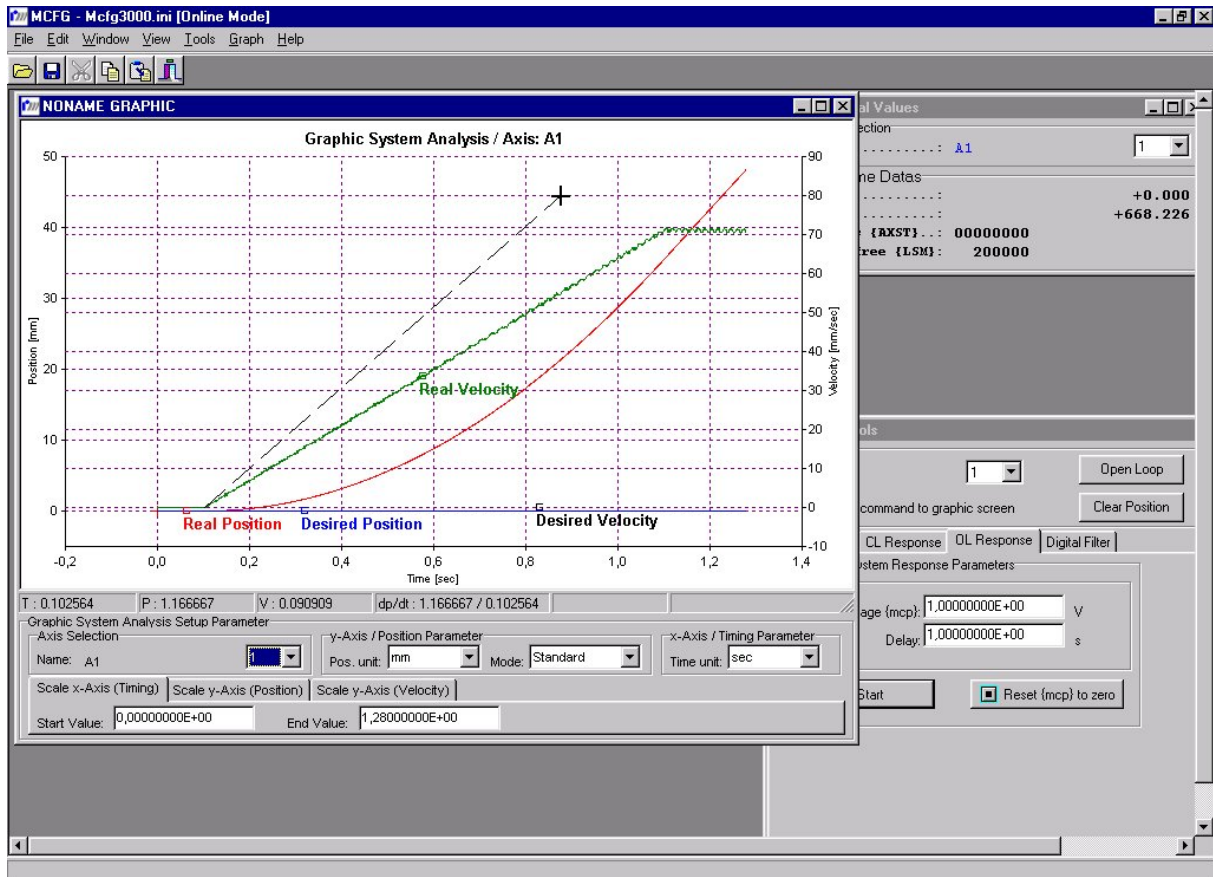 MCFG - Mcfg3000.ini [Online Mode]
File Edit Window View Tools Graph Help
NONAME GRAPHIC
Graphic System Analysis / Axis: A1
50
40
30
20
10
0
Position [mm]
90
80
70
60
50
40
30
20
10
0
-10
Velocity [mm/sec]
Real Velocity
Real Position
Desired Position
Desired Velocity
-0,2 0,0 0,2 0,4 0,6 0,8 1,0 1,2 1,4
Time [sec]
T : 0.102564 P : 1.166667 V : 0.090909 dp/dt : 1.166667 / 0.102564
Graphic System Analysis Setup Parameter
Axis Selection
Name: A1 1
y-Axis / Position Parameter
Pos. unit: mm Mode: Standard
x-Axis / Timing Parameter
Time unit: sec
Scale x-Axis (Timing) Scale y-Axis (Position) Scale y-Axis (Velocity)
Start Value: 0,00000000E+00 End Value: 1,28000000E+00
al Values
ection
.........: A1 1
me Datas
.........: +0.000
.........: +668.226
{AXST}..: 00000000
free {LSM}: 200000
ols
1 Open Loop
command to graphic screen Clear Position
CL Response OL Response Digital Filter
ystem Response Parameters
age {mcp}: 1,00000000E+00 V
Delay: 1,00000000E+00 s
Start Reset {mcp} to zero